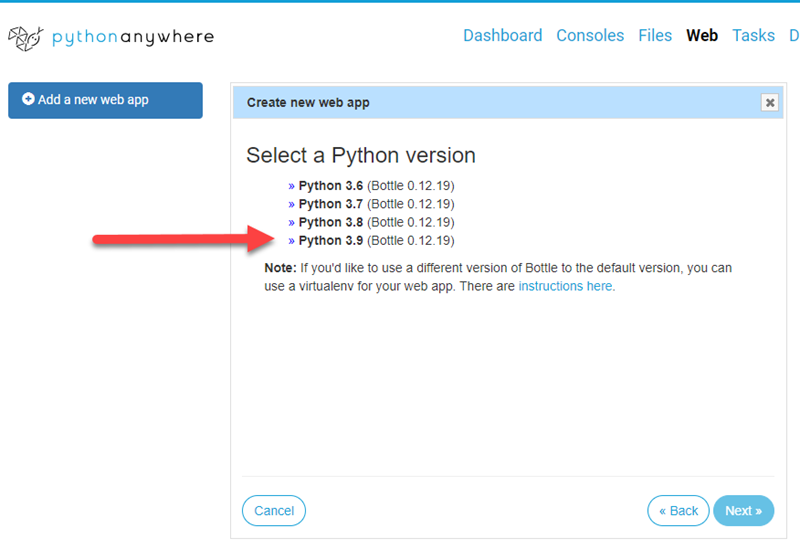 pythonanywhere
Dashboard Consoles Files Web Tasks D
Add a new web app
Create new web app
Select a Python version
» Python 3.6 (Bottle 0.12.19)
» Python 3.7 (Bottle 0.12.19)
» Python 3.8 (Bottle 0.12.19)
» Python 3.9 (Bottle 0.12.19)
Note: If you'd like to use a different version of Bottle to the default version, you can
use a virtualenv for your web app. There are instructions here.
Cancel
« Back
Next »